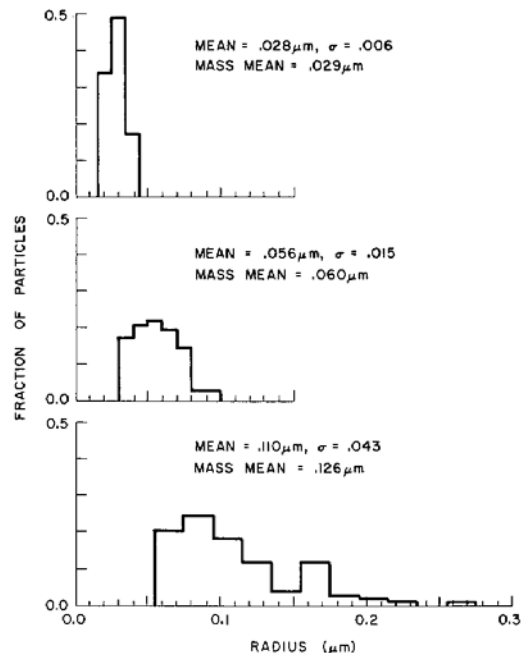 0.5
MEAN = .028μm, σ = .006
MASS MEAN = .029μm
0.0
0.5
MEAN = .056μm, σ = .015
MASS MEAN = .060μm
0.0
0.5
MEAN = .110μm, σ = .043
MASS MEAN = .126μm
0.0
0.0 0.1 0.2 0.3
RADIUS (μm)
FRACTION OF PARTICLES